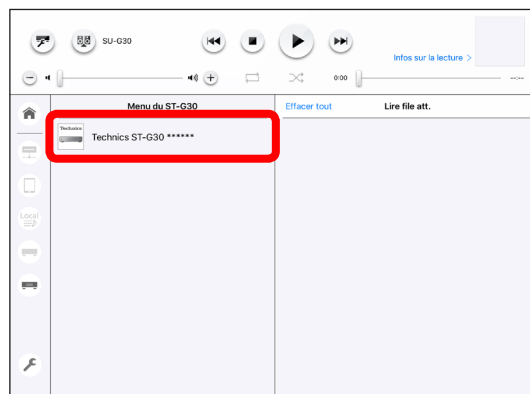 SU-G30
Infos sur la lecture >
0:00
--:--
Menu du ST-G30
Effacer tout
Lire file att.
Technics
Technics ST-G30 ******
Local